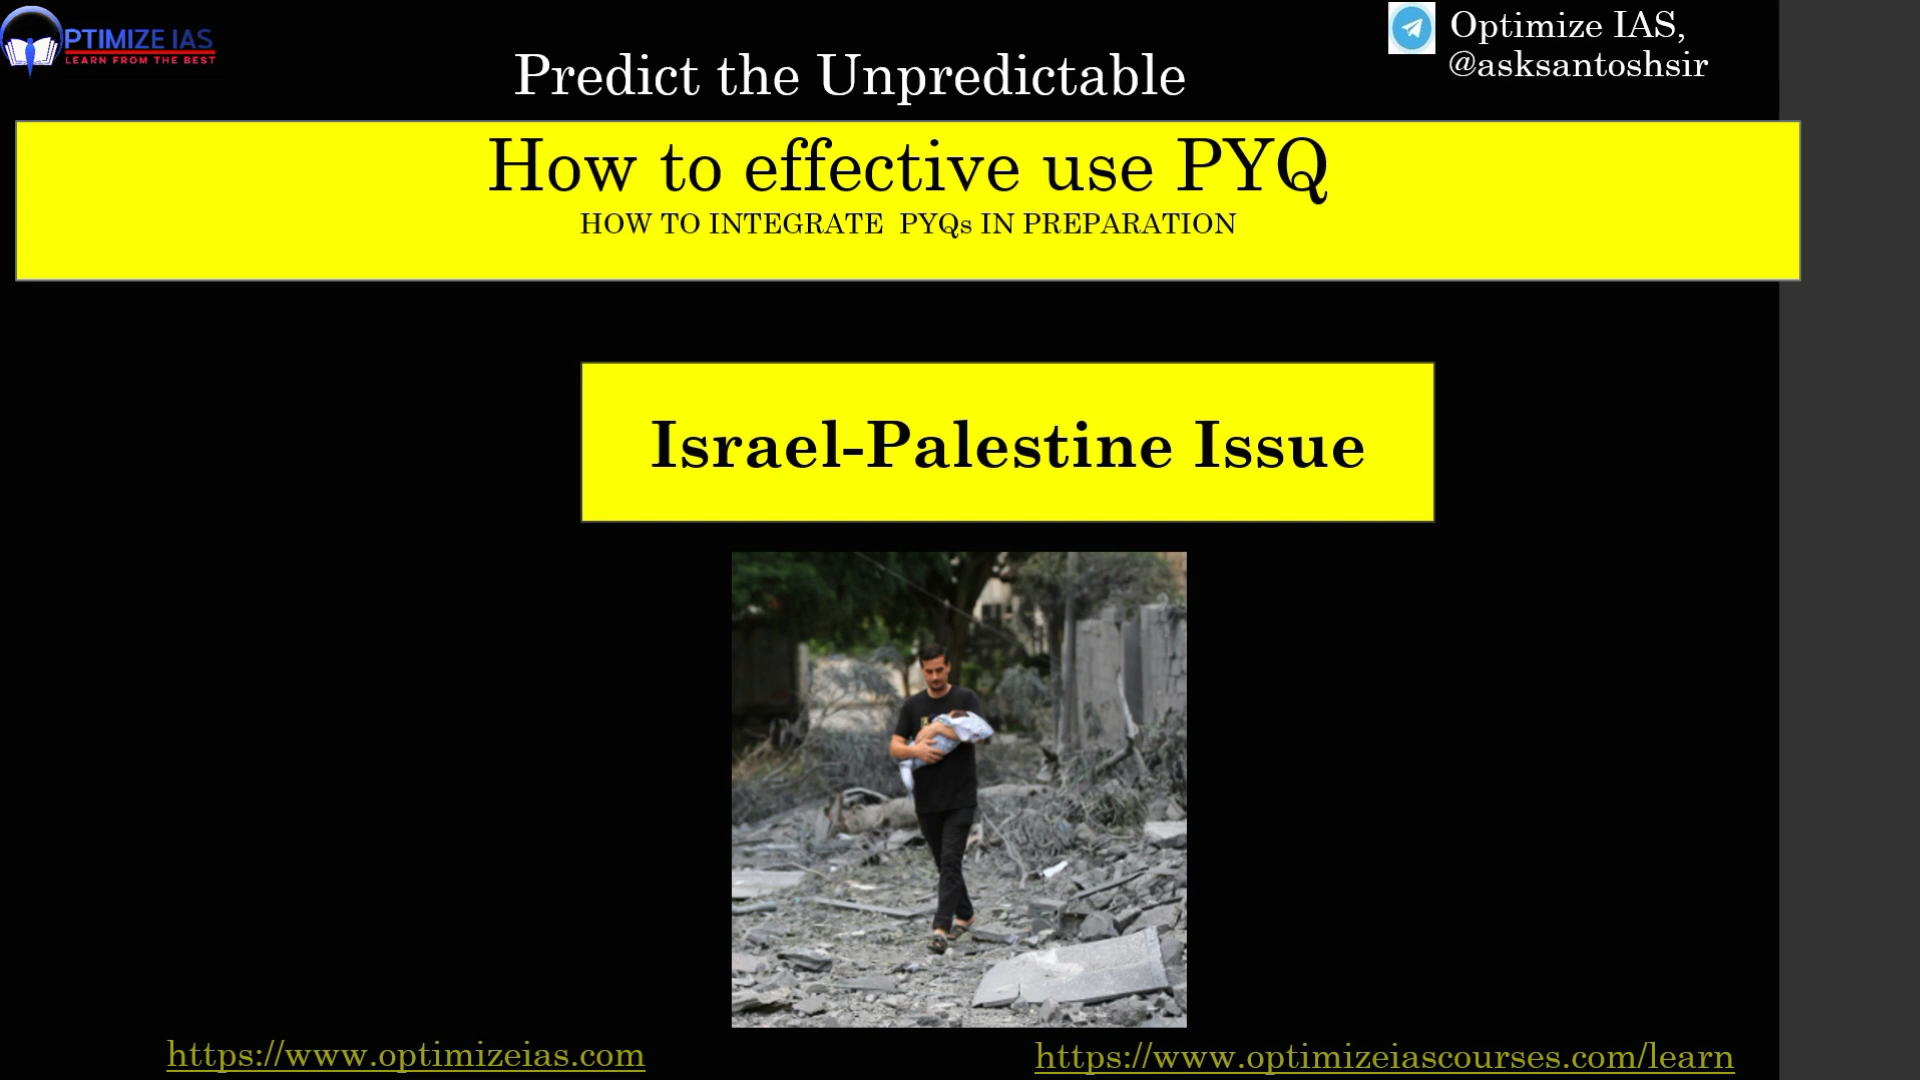 PTIMIZE IAS
LEARN FROM THE BEST
Optimize IAS,
@asksantoshsir
Predict the Unpredictable
How to effective use PYQ
HOW TO INTEGRATE PYQs IN PREPARATION
Israel-Palestine Issue
https://www.optimizeias.com
https://www.optimizeiascourses.com/learn